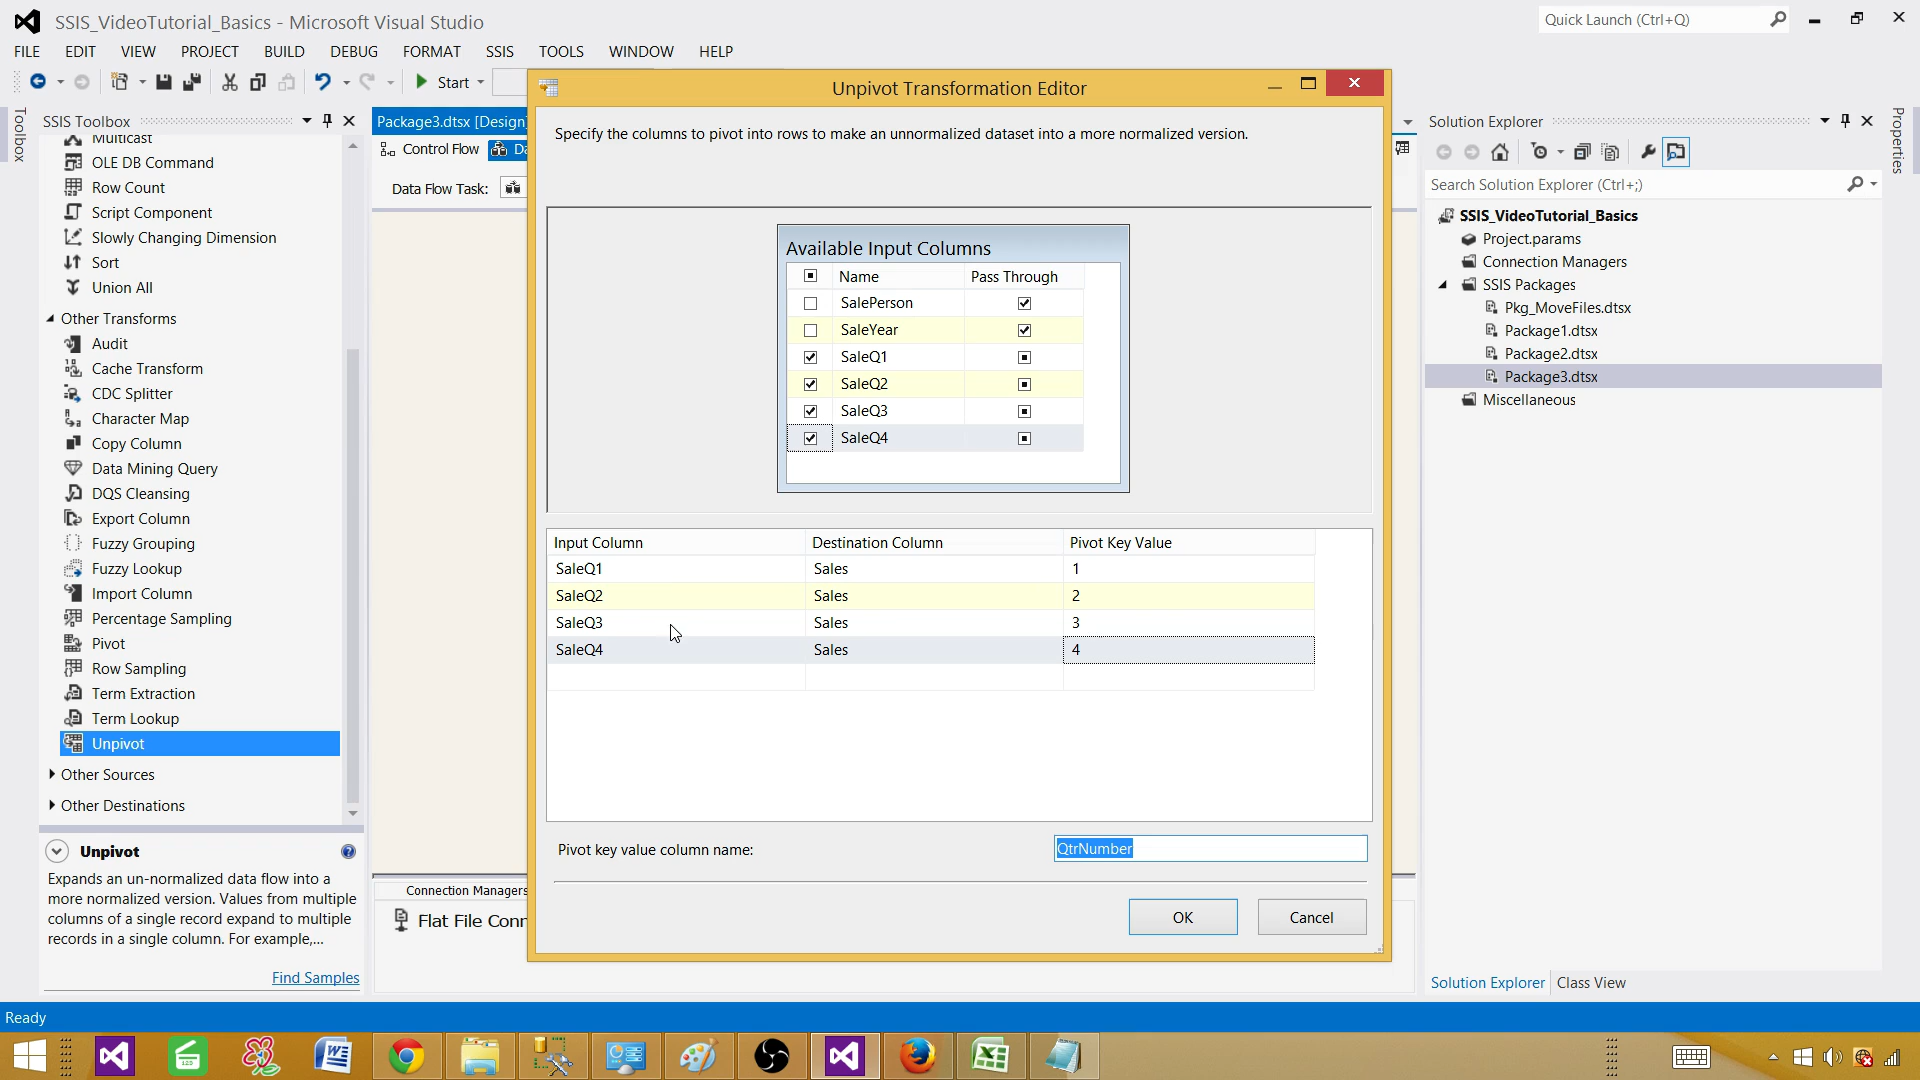 SSIS_VideoTutorial_Basics - Microsoft Visual Studio
Quick Launch (Ctrl+Q)
FILE EDIT VIEW PROJECT BUILD DEBUG FORMAT SSIS TOOLS WINDOW HELP
Start
Toolbox
SSIS Toolbox
Multicast
OLE DB Command
Row Count
Script Component
Slowly Changing Dimension
Sort
Union All
Other Transforms
Audit
Cache Transform
CDC Splitter
Character Map
Copy Column
Data Mining Query
DQS Cleansing
Export Column
Fuzzy Grouping
Fuzzy Lookup
Import Column
Percentage Sampling
Pivot
Row Sampling
Term Extraction
Term Lookup
Unpivot
Other Sources
Other Destinations
Unpivot
Expands an un-normalized data flow into a
more normalized version. Values from multiple
columns of a single record expand to multiple
records in a single column. For example,...
Find Samples
Package3.dtsx [Design]
Control Flow Da
Data Flow Task:
Connection Managers
Flat File Conn
Unpivot Transformation Editor
Specify the columns to pivot into rows to make an unnormalized dataset into a more normalized version.
Available Input Columns
Name Pass Through
SalePerson
SaleYear
SaleQ1
SaleQ2
SaleQ3
SaleQ4
Input Column Destination Column Pivot Key Value
SaleQ1 Sales 1
SaleQ2 Sales 2
SaleQ3 Sales 3
SaleQ4 Sales 4
Pivot key value column name: QtrNumber
OK Cancel
Solution Explorer
Search Solution Explorer (Ctrl+;)
SSIS_VideoTutorial_Basics
Project.params
Connection Managers
SSIS Packages
Pkg_MoveFiles.dtsx
Package1.dtsx
Package2.dtsx
Package3.dtsx
Miscellaneous
Solution Explorer Class View
Properties
Ready